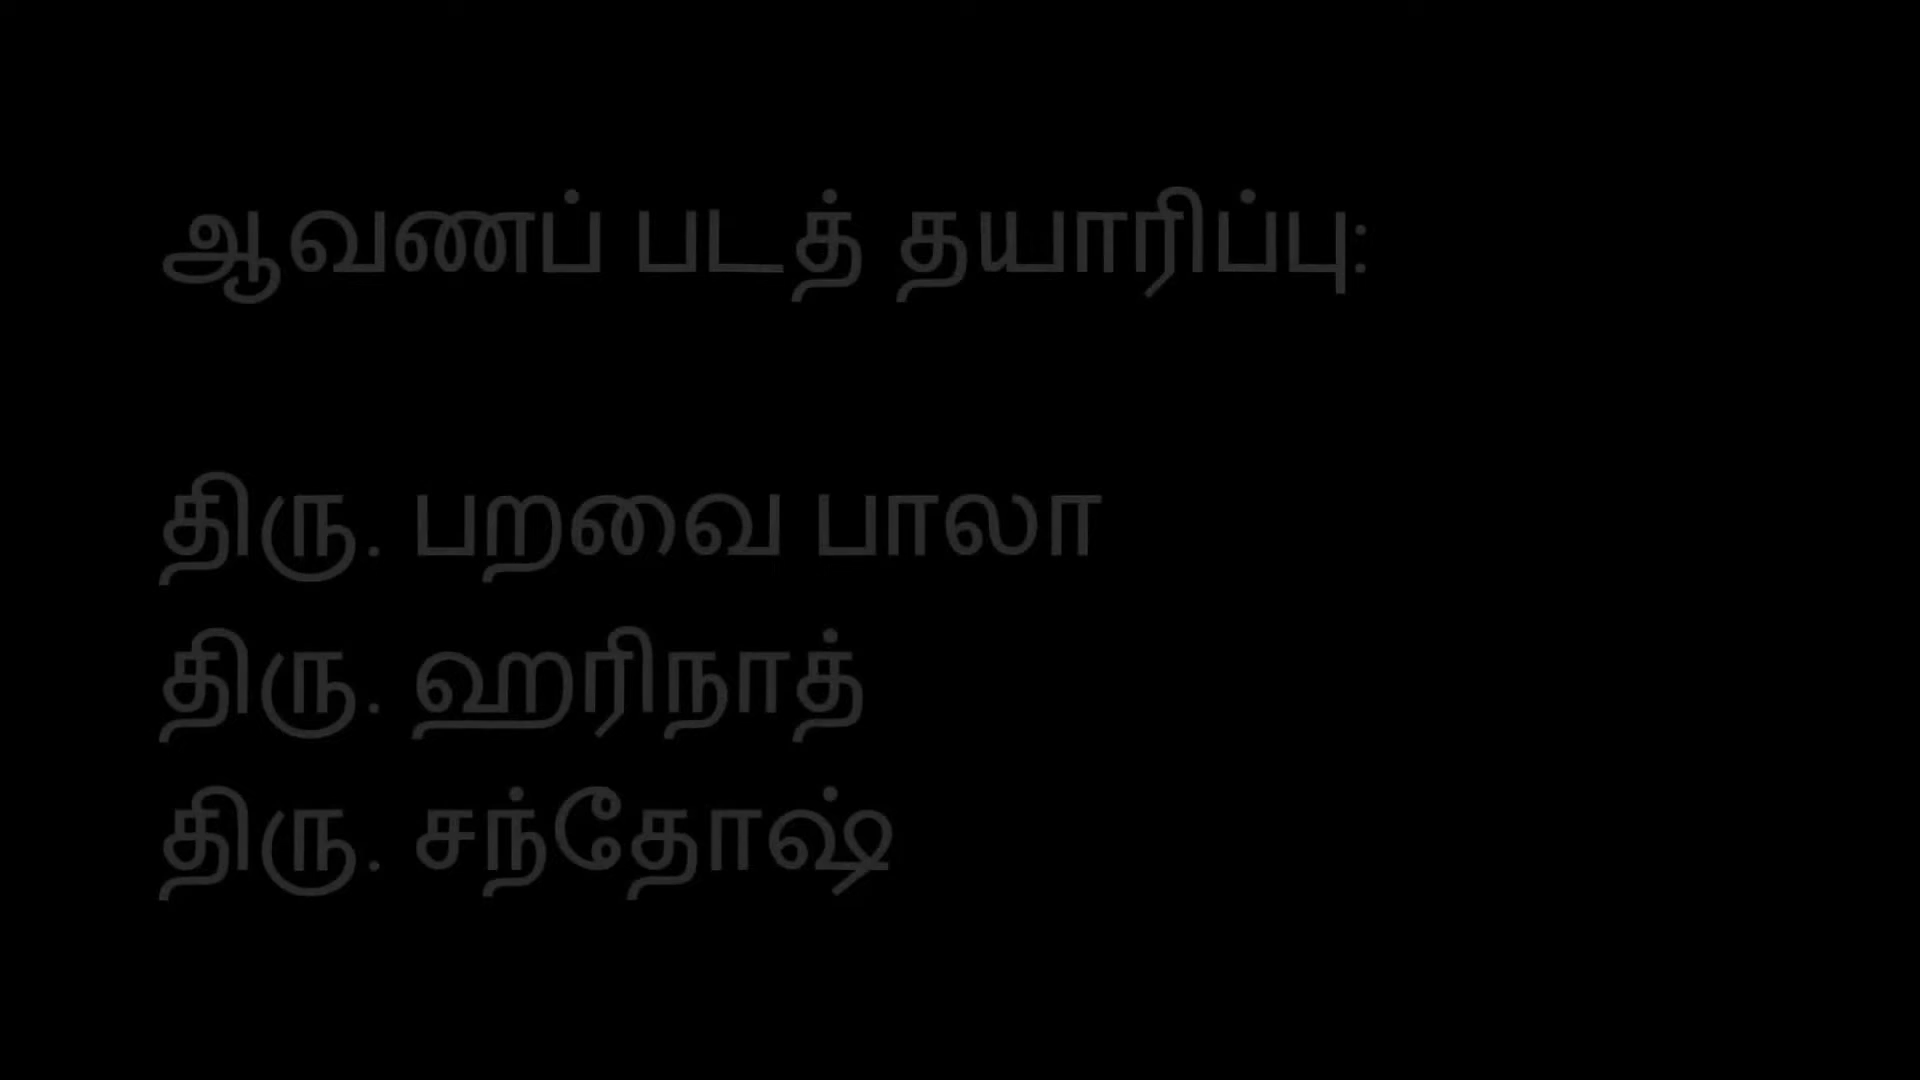 ஆவணப் படத் தயாரிப்பு:
திரு. பறவை பாலா
திரு. ஹரிநாத்
திரு. சந்தோஷ்